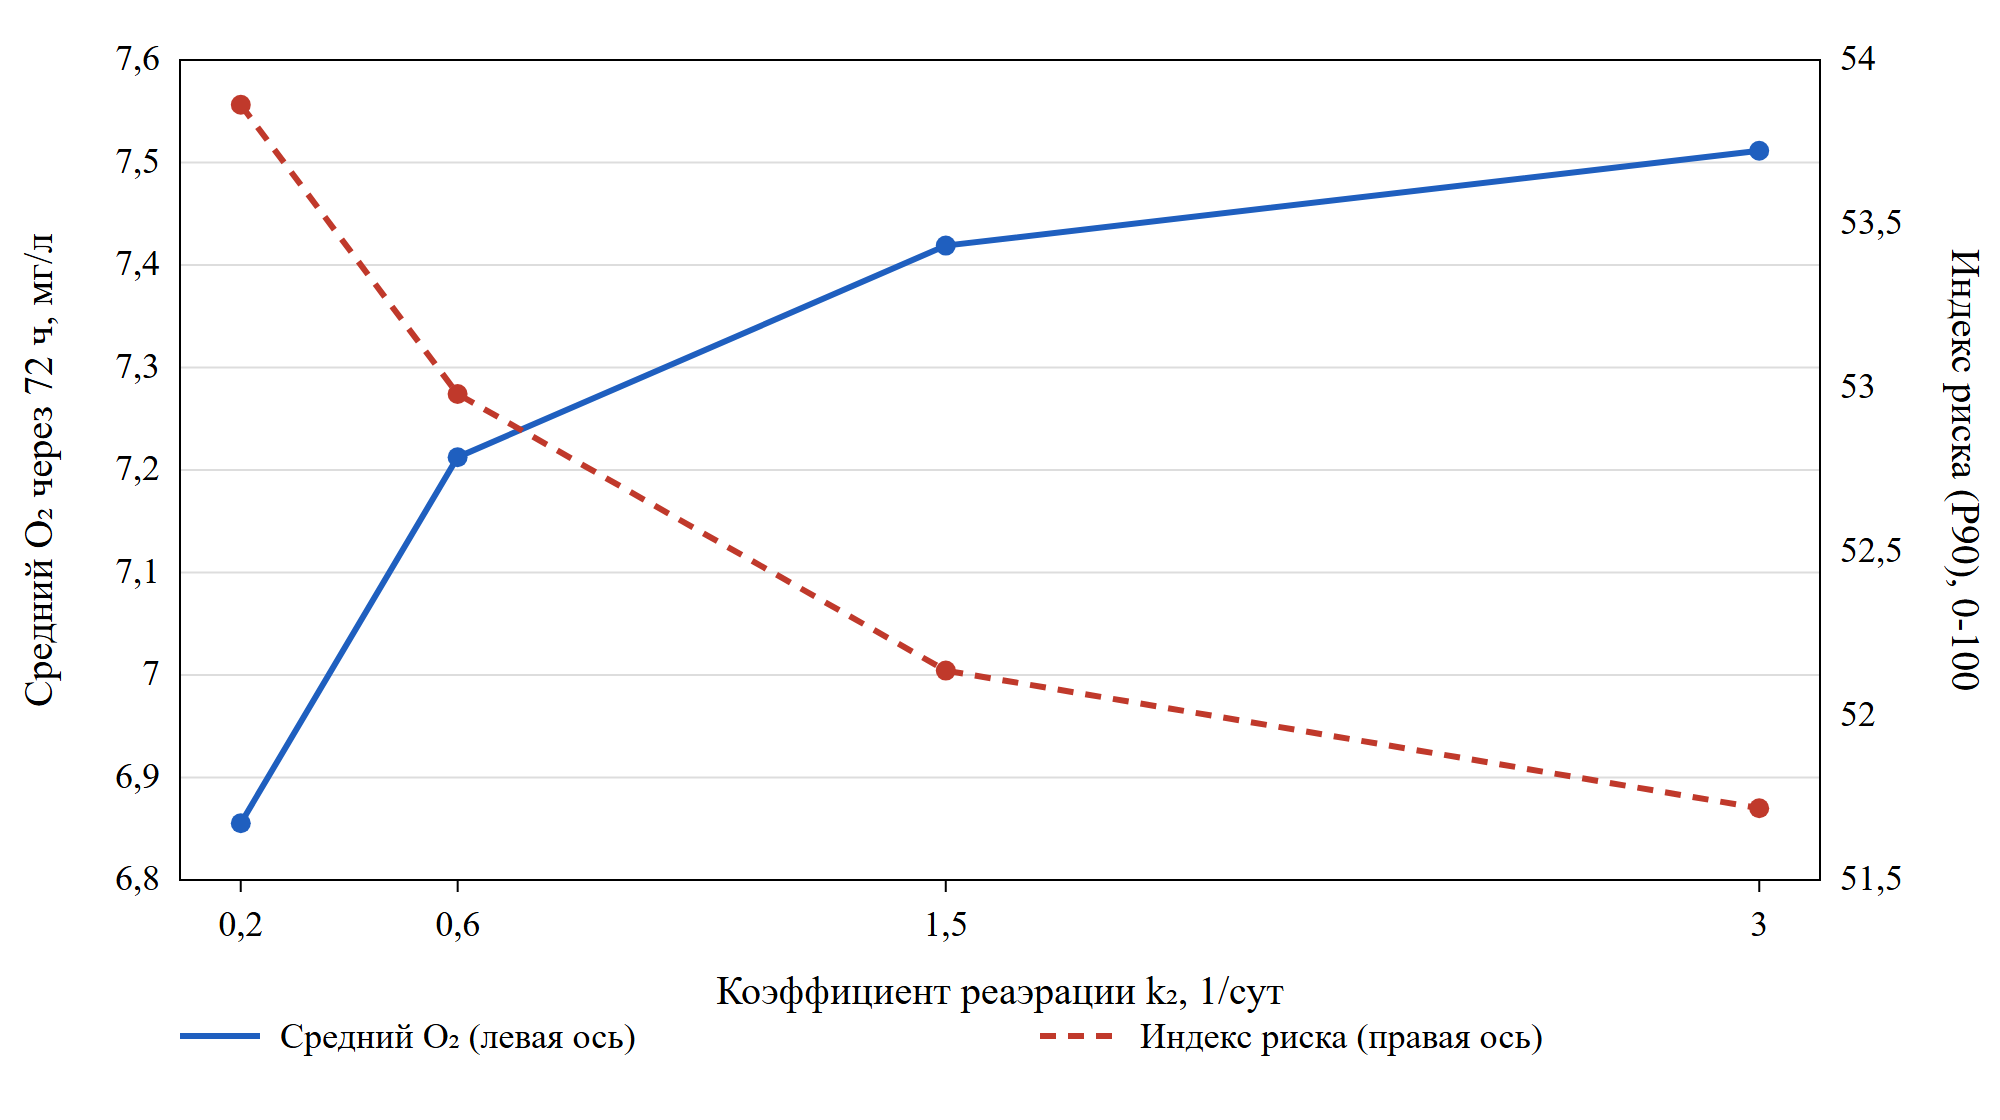 7,6
7,5
7,4
7,3
7,2
7,1
7
6,9
6,8
54
53,5
53
52,5
52
51,5
Средний O₂ через 72 ч, мг/л
Индекс риска (P90), 0-100
0,2 0,6 1,5 3
Коэффициент реаэрации k₂, 1/сут
Средний O₂ (левая ось)
Индекс риска (правая ось)